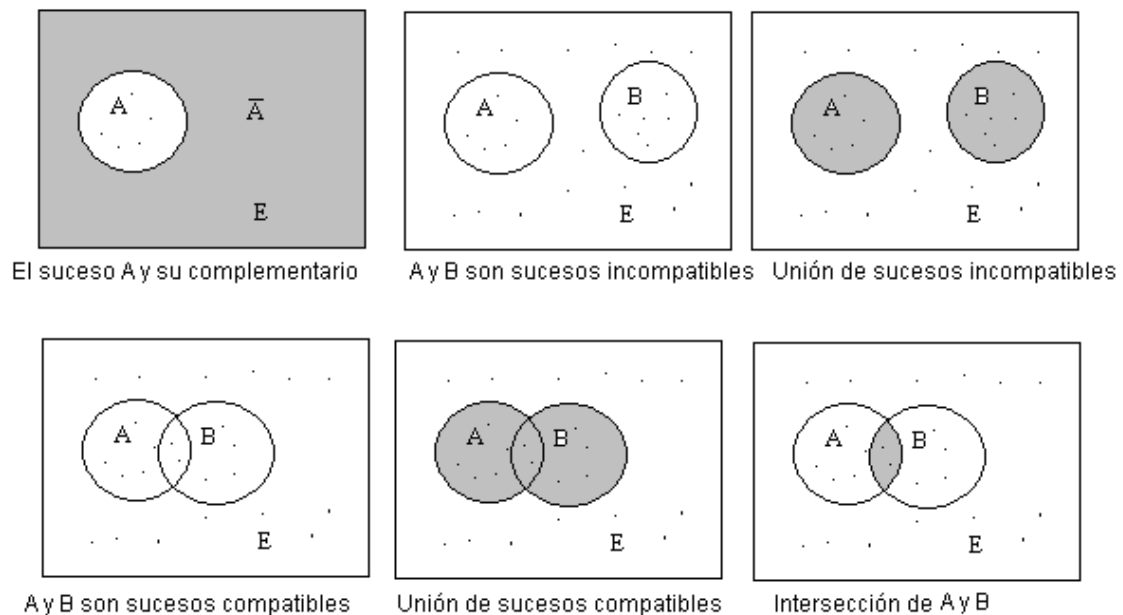 A
A̅
E
El suceso A y su complementario
A
B
E
A y B son sucesos incompatibles
A
B
E
Unión de sucesos incompatibles
A
B
E
A y B son sucesos compatibles
A
B
E
Unión de sucesos compatibles
A
B
E
Intersección de A y B